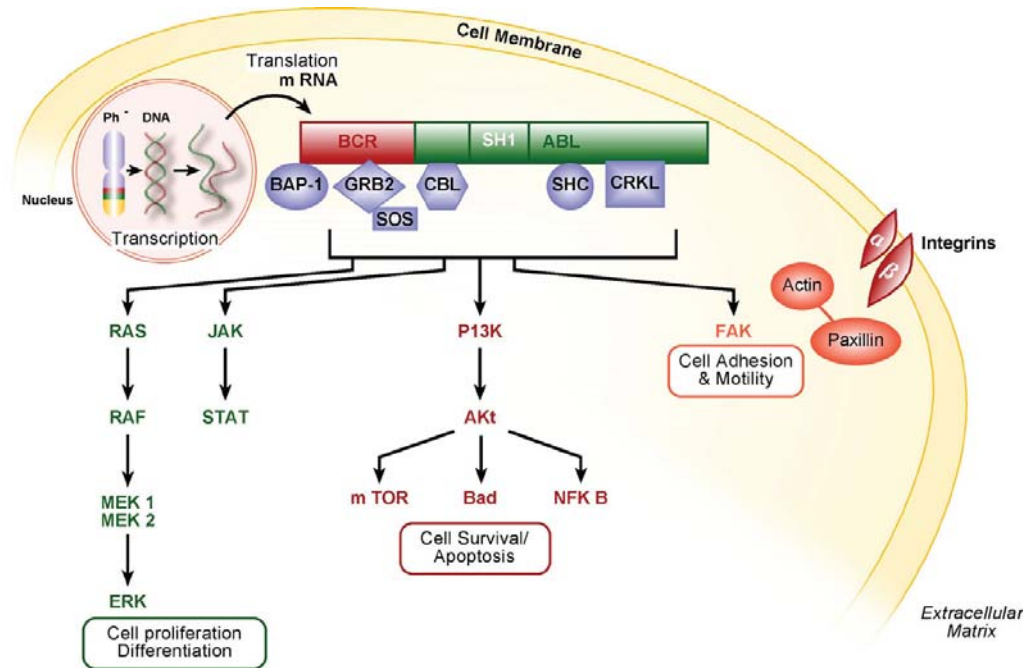 Cell Membrane
Translation
m RNA
Ph -
DNA
Nucleus
Transcription
BCR
SH1
ABL
BAP-1
GRB2
CBL
SHC
CRKL
SOS
α
β
Integrins
Actin
Paxillin
RAS
JAK
P13K
FAK
Cell Adhesion
& Motility
RAF
STAT
AKt
MEK 1
MEK 2
m TOR
Bad
NFK B
Cell Survival/
Apoptosis
ERK
Cell proliferation
Differentiation
Extracellular
Matrix